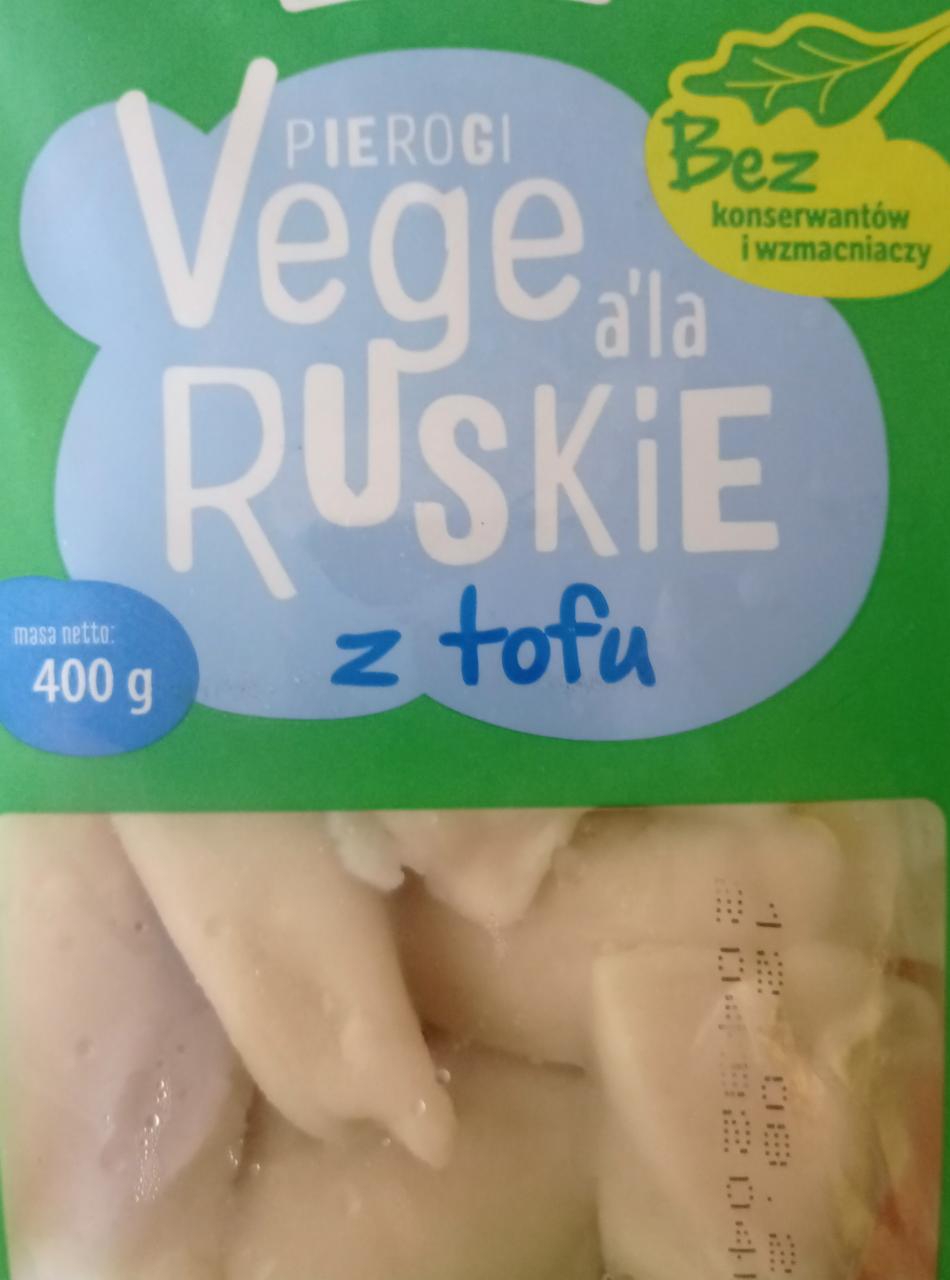 PIEROGI
Vege
a'la
RUSKiE
z tofu
Bez
konserwantów
i wzmacniaczy
masa netto:
400 g